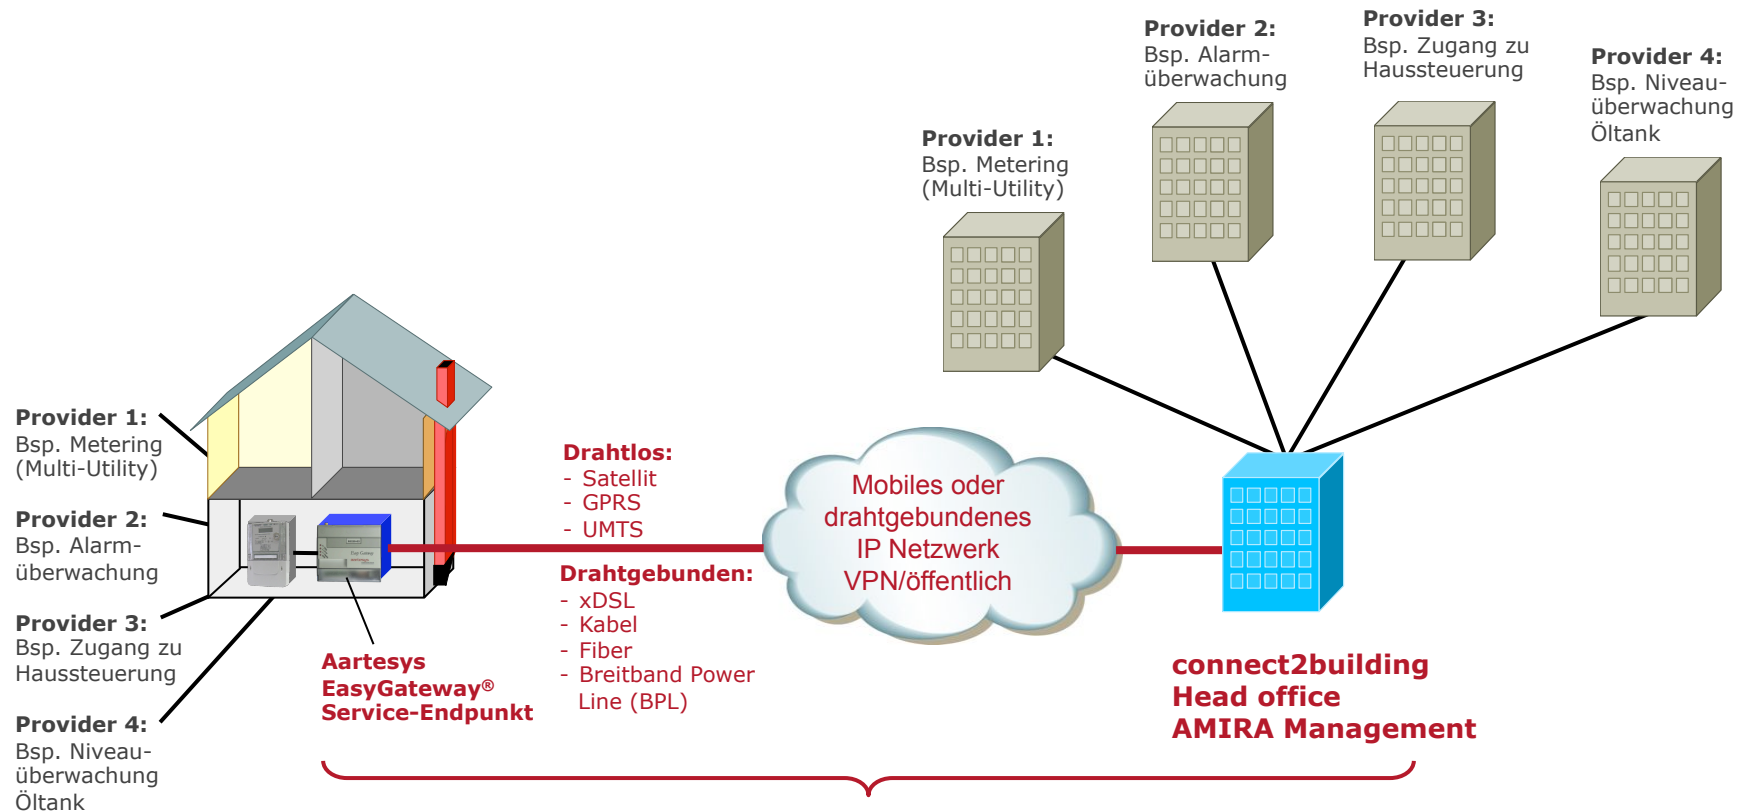 Provider 2:
Bsp. Alarm-
überwachung
Provider 3:
Bsp. Zugang zu
Haussteuerung
Provider 4:
Bsp. Niveau-
überwachung
Öltank
Provider 1:
Bsp. Metering
(Multi-Utility)
Provider 1:
Bsp. Metering
(Multi-Utility)
Provider 2:
Bsp. Alarm-
überwachung
Provider 3:
Bsp. Zugang zu
Haussteuerung
Provider 4:
Bsp. Niveau-
überwachung
Öltank
Aartesys
EasyGateway®
Service-Endpunkt
Drahtlos:
- Satellit
- GPRS
- UMTS
Drahtgebunden:
- xDSL
- Kabel
- Fiber
- Breitband Power
Line (BPL)
Mobiles oder
drahtgebundenes
IP Netzwerk
VPN/öffentlich
connect2building
Head office
AMIRA Management